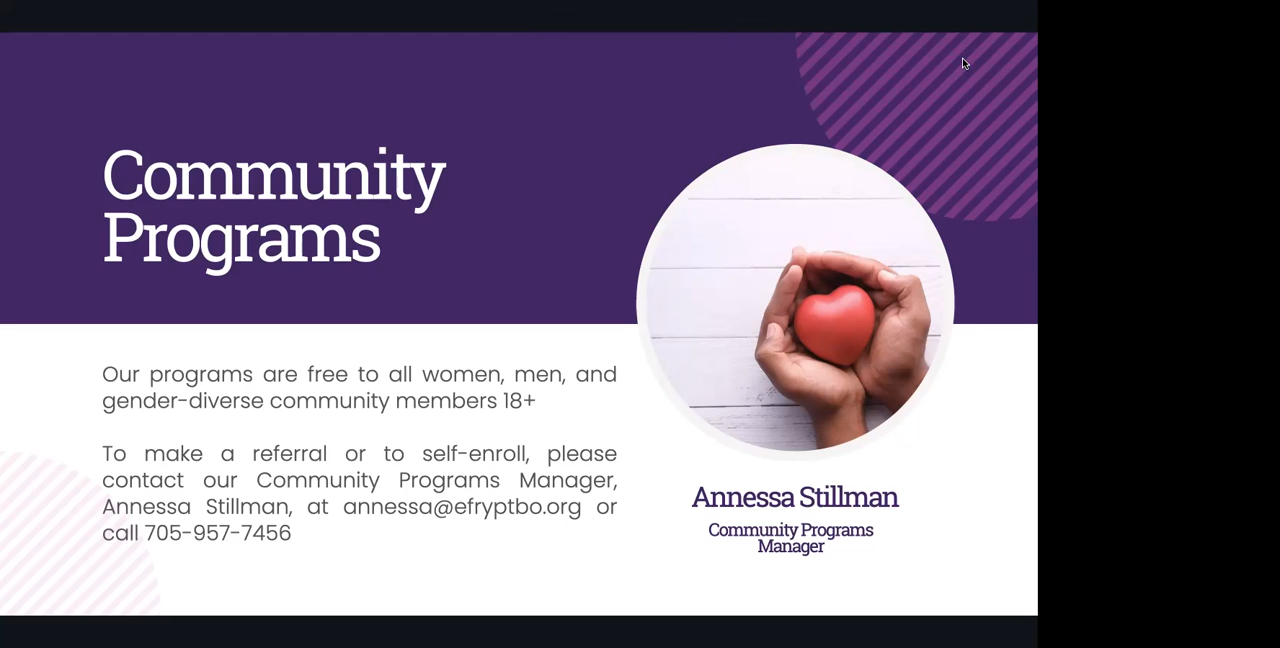 Community
Programs
Our programs are free to all women, men, and
gender-diverse community members 18+
To make a referral or to self-enroll, please
contact our Community Programs Manager,
Annessa Stillman, at annessa@efryptbo.org or
call 705-957-7456
Annessa Stillman
Community Programs
Manager